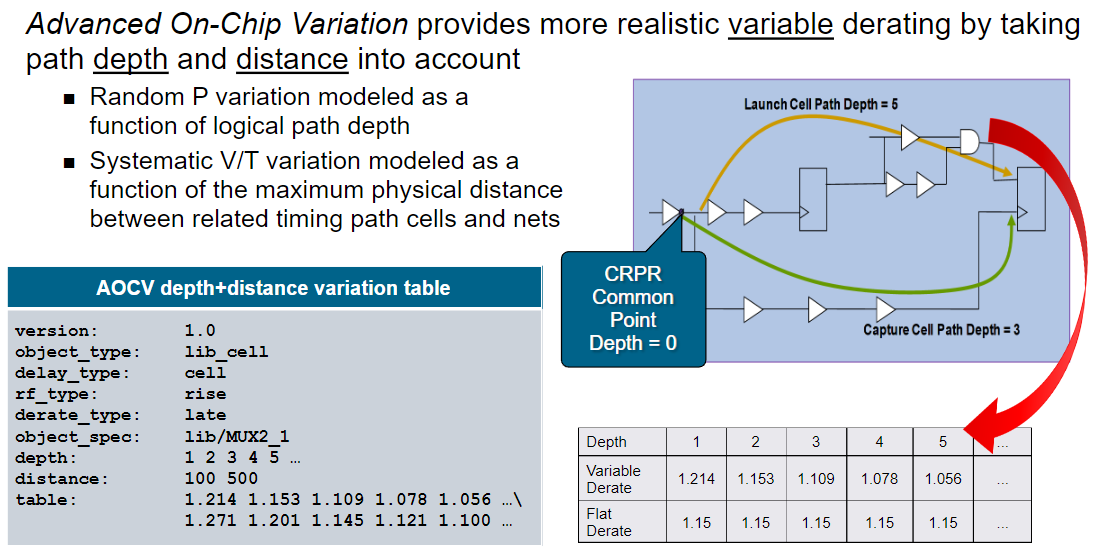 Advanced On-Chip Variation provides more realistic variable derating by taking
path depth and distance into account
■ Random P variation modeled as a
function of logical path depth
■ Systematic V/T variation modeled as a
function of the maximum physical distance
between related timing path cells and nets
Launch Cell Path Depth = 5
CRPR
Common
Point
Depth = 0
Capture Cell Path Depth = 3
AOCV depth+distance variation table
version: 1.0
object_type: lib_cell
delay_type: cell
rf_type: rise
derate_type: late
object_spec: lib/MUX2_1
depth: 1 2 3 4 5 …
distance: 100 500
table: 1.214 1.153 1.109 1.078 1.056 …\
1.271 1.201 1.145 1.121 1.100 …
Depth 1 2 3 4 5 ...
Variable
Derate 1.214 1.153 1.109 1.078 1.056 ...
Flat
Derate 1.15 1.15 1.15 1.15 1.15 ...